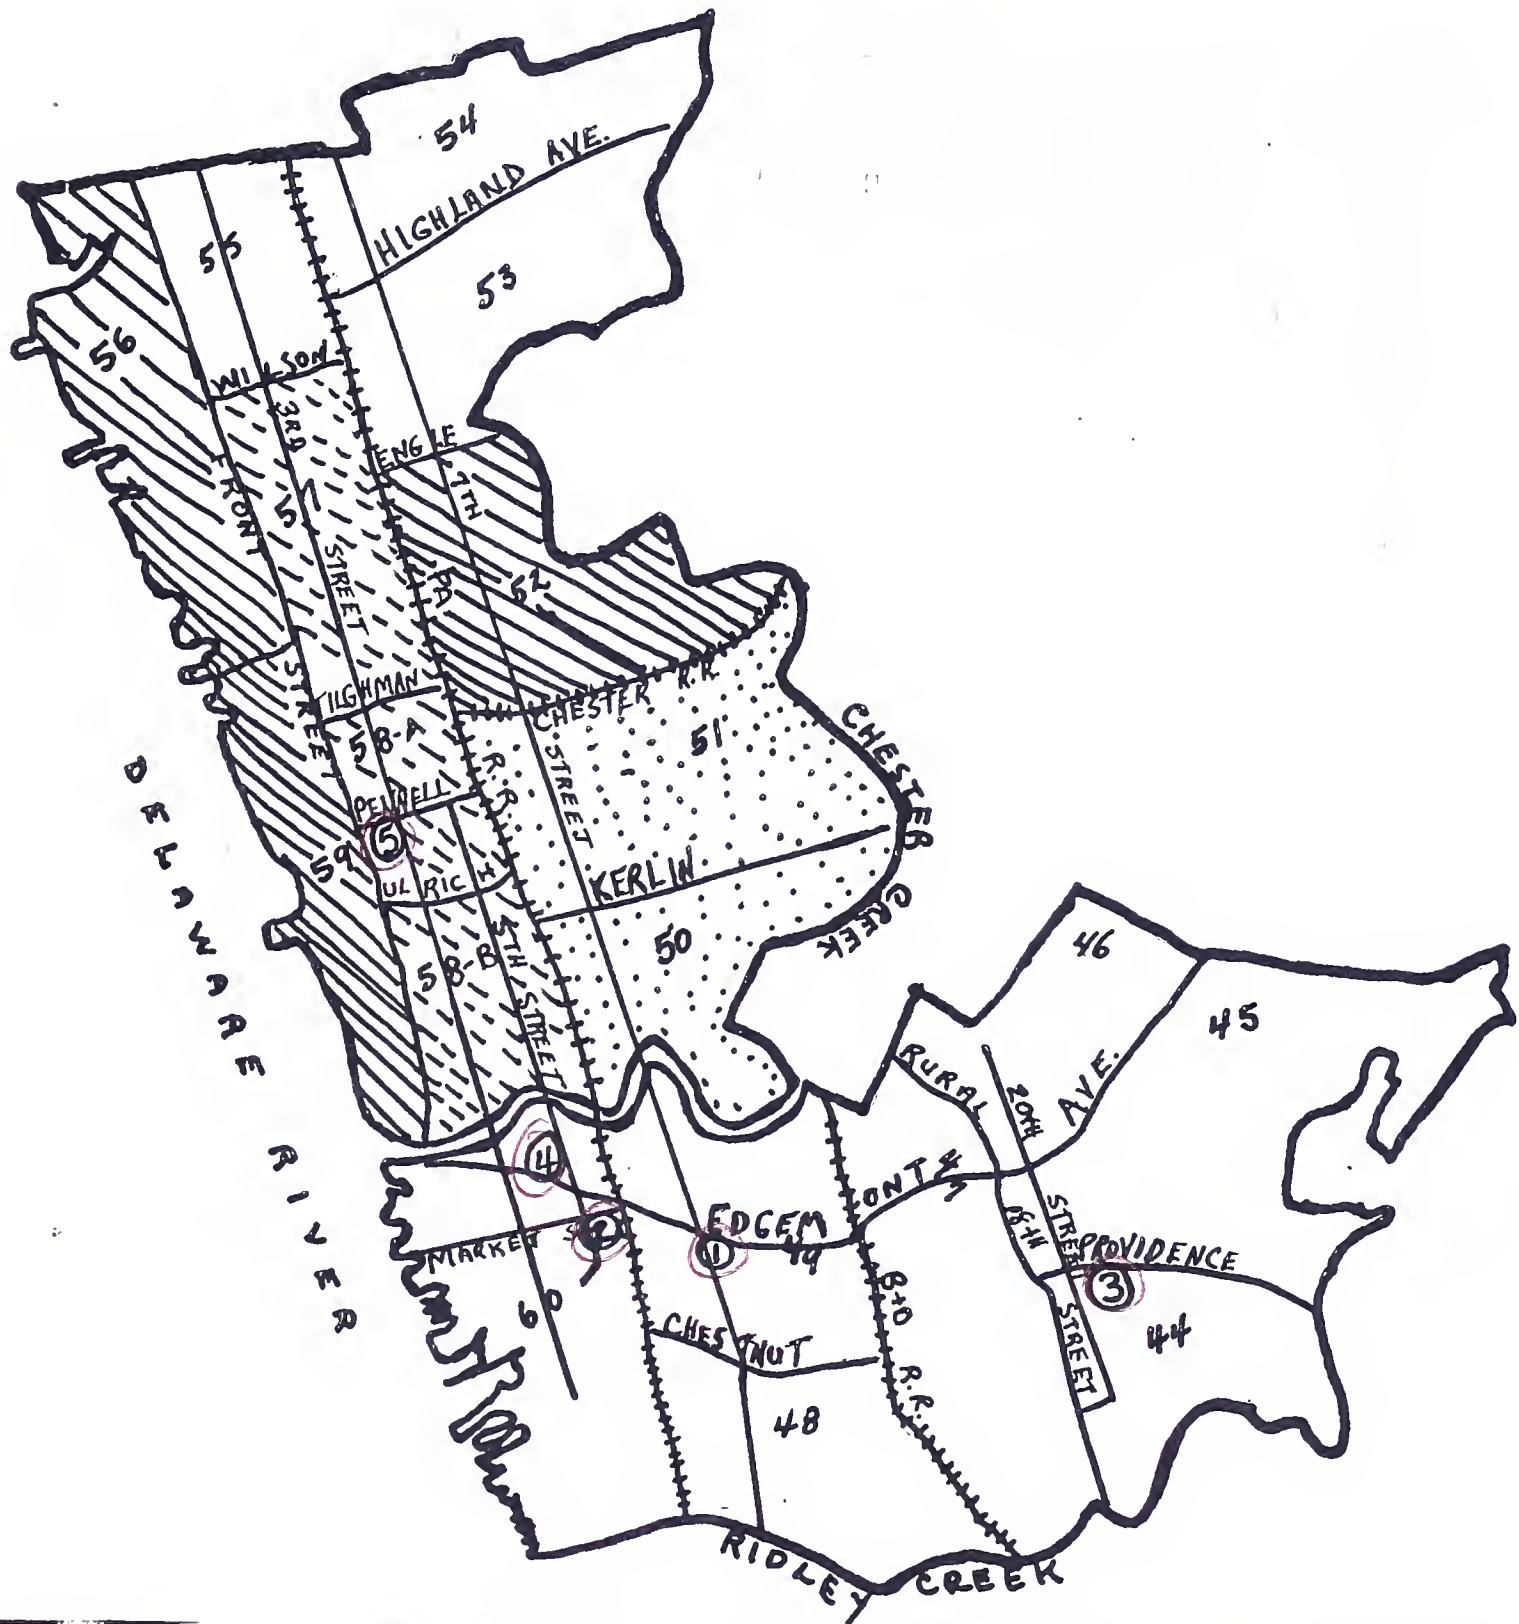 54
HIGHLAND AVE.
55
53
56
WILSON
3RD
STREET
ENGLE
7TH
STREET
FRONT
STREET
57
PA
R.R.
52
TILGHMAN
CHESTER R.R.
51
58-A
PENNELL
5
59
ULRICH
KERLIN
CHESTER
CREEK
50
58-B
5TH STREET
DELAWARE
RIVER
46
45
RURAL
20TH
STREET
AVE.
4
EDGEMONT
47
18TH
STREET
PROVIDENCE
3
44
MARKET
2
1
49
B+O
R.R.
60
CHESTNUT
48
RIDLEY
CREEK